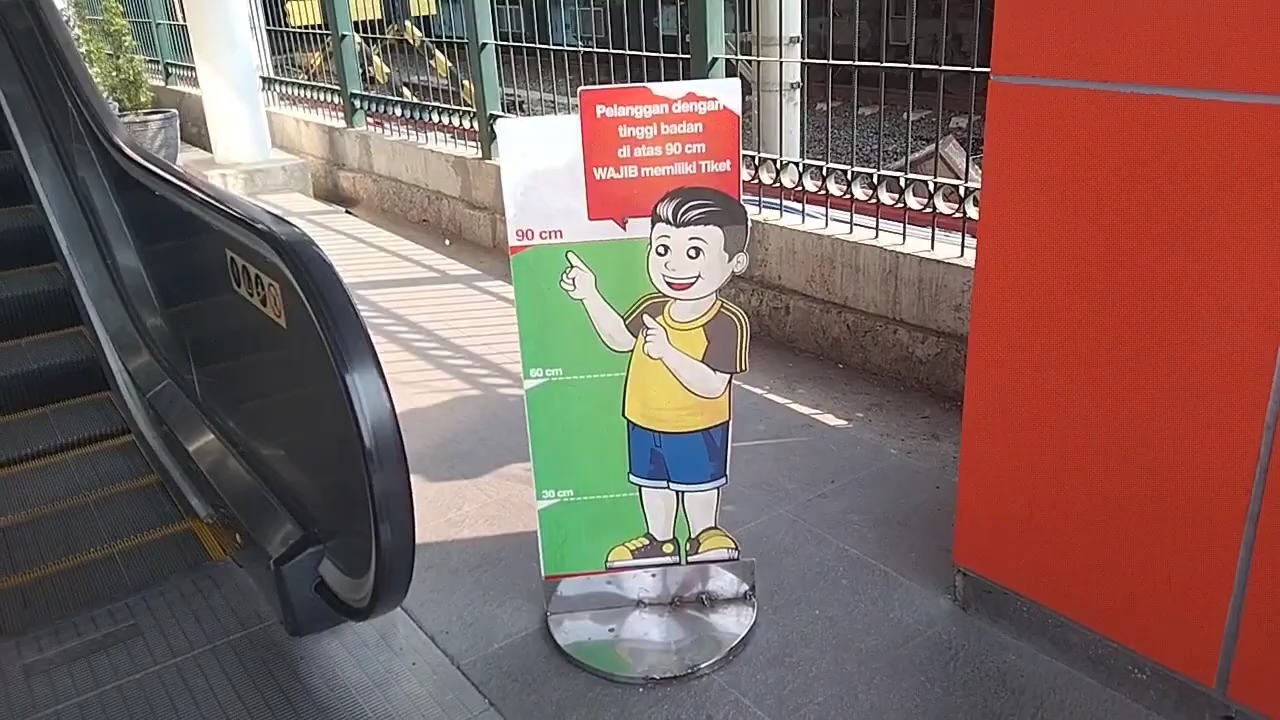 Pelanggan dengan
tinggi badan
di atas 90 cm
WAJIB memiliki Tiket
90 cm
60 cm
30 cm